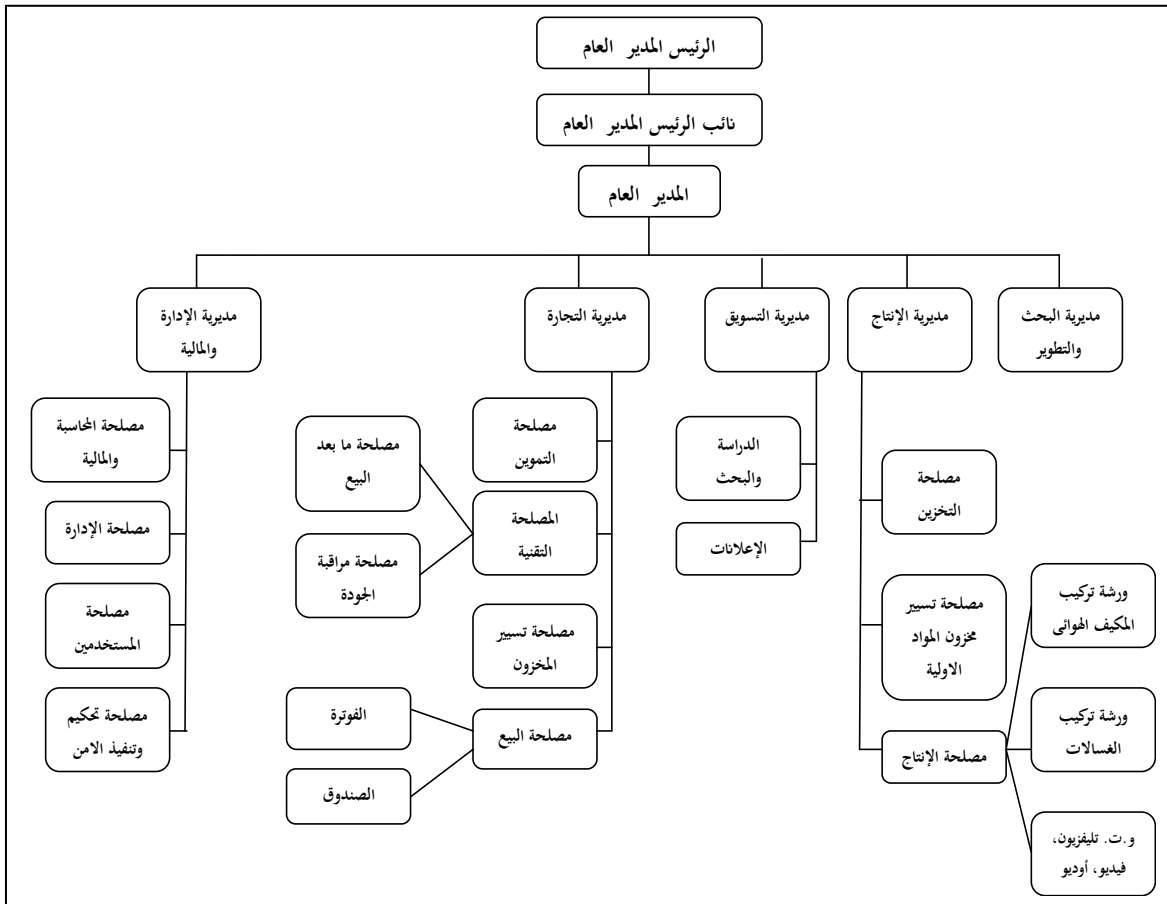 الرئيس المدير العام
نائب الرئيس المدير العام
المدير العام
مديرية البحث
والتطوير
مديرية الإنتاج
مديرية التسويق
مديرية التجارة
مديرية الإدارة
والمالية
مصلحة
التخزين
مصلحة تسيير
مخزون المواد
الاولية
مصلحة الإنتاج
ورشة تركيب
المكيف الهوائى
ورشة تركيب
الغسالات
و.ت. تليفزيون،
فيديو، أوديو
الدراسة
والبحث
الإعلانات
مصلحة
التموين
المصلحة
التقنية
مصلحة تسيير
المخزون
مصلحة البيع
مصلحة ما بعد
البيع
مصلحة مراقبة
الجودة
الفوترة
الصندوق
مصلحة المحاسبة
والمالية
مصلحة الإدارة
مصلحة
المستخدمين
مصلحة تحكيم
وتنفيذ الامن